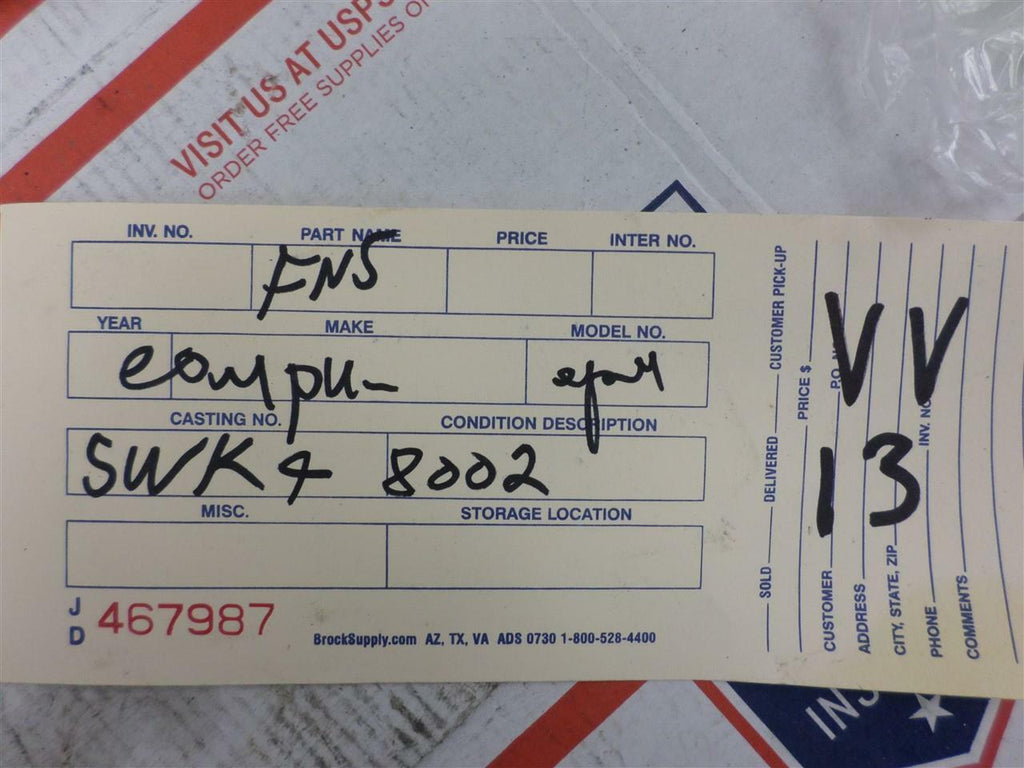 VISIT US AT USPS
ORDER FREE SUPPLIES O
INV. NO. PART NAME PRICE INTER NO.
FNS
YEAR MAKE MODEL NO.
CASTING NO. CONDITION DESCRIPTION
SWK4 8002
MISC. STORAGE LOCATION
JD 467987
BrockSupply.com AZ, TX, VA ADS 0730 1-800-528-4400
SOLD DELIVERED CUSTOMER PICK-UP
PRICE $
CUSTOMER P.O.
ADDRESS
CITY, STATE, ZIP
PHONE INV. NO
COMMENTS
VV
13
INS